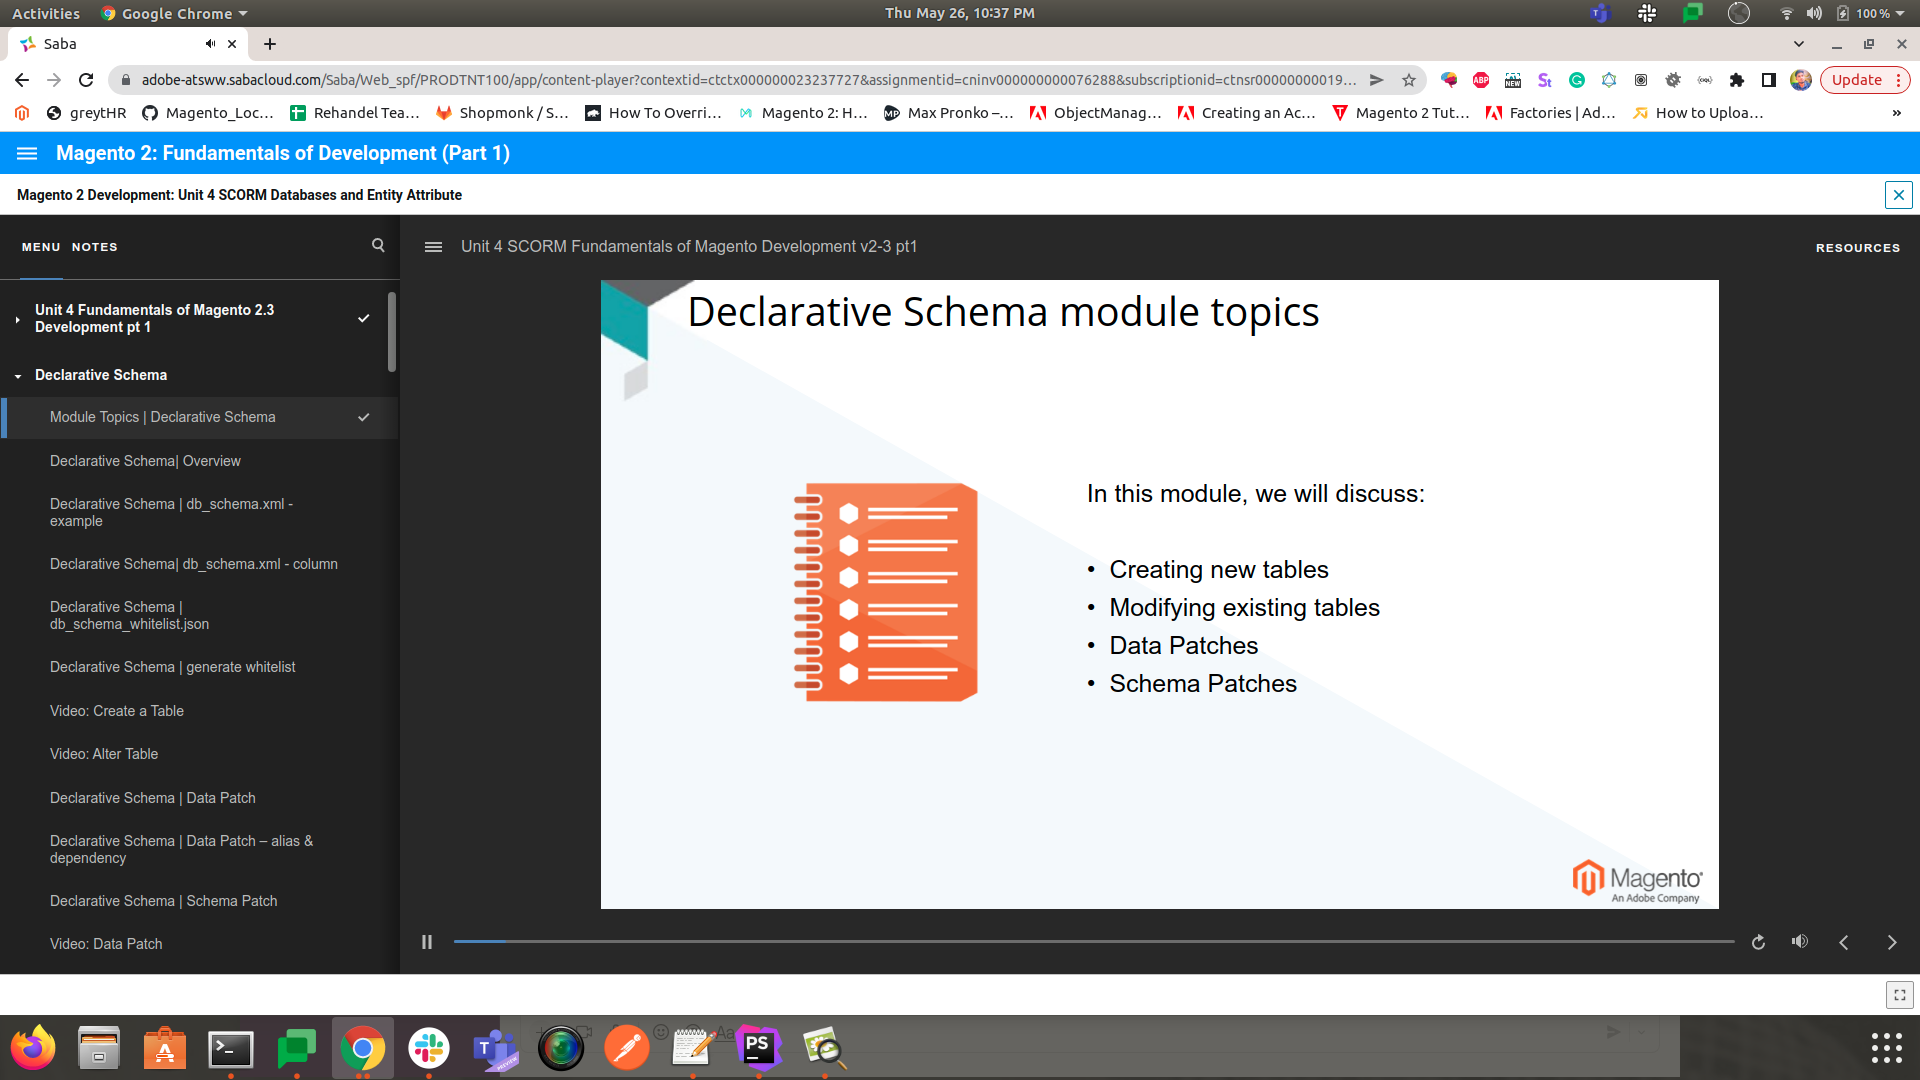 Activities
Google Chrome
Thu May 26, 10:37 PM
100 %
Saba
adobe-atsww.sabacloud.com/Saba/Web_spf/PRODTNT100/app/content-player?contextid=ctctx000000023237727&assignmentid=cninv000000000076288&subscriptionid=ctnsr00000000019...
ABP
NEW
Update
greytHR
Magento_Loc...
Rehandel Tea...
Shopmonk / S...
How To Overri...
Magento 2: H...
Max Pronko –...
ObjectManag...
Creating an Ac...
Magento 2 Tut...
Factories | Ad...
How to Uploa...
»
Magento 2: Fundamentals of Development (Part 1)
Magento 2 Development: Unit 4 SCORM Databases and Entity Attribute
MENU NOTES
Unit 4 SCORM Fundamentals of Magento Development v2-3 pt1
RESOURCES
Unit 4 Fundamentals of Magento 2.3
Development pt 1
Declarative Schema
Module Topics | Declarative Schema
Declarative Schema| Overview
Declarative Schema | db_schema.xml -
example
Declarative Schema| db_schema.xml - column
Declarative Schema |
db_schema_whitelist.json
Declarative Schema | generate whitelist
Video: Create a Table
Video: Alter Table
Declarative Schema | Data Patch
Declarative Schema | Data Patch – alias &
dependency
Declarative Schema | Schema Patch
Video: Data Patch
Declarative Schema module topics
In this module, we will discuss:
• Creating new tables
• Modifying existing tables
• Data Patches
• Schema Patches
Magento
An Adobe Company
PS